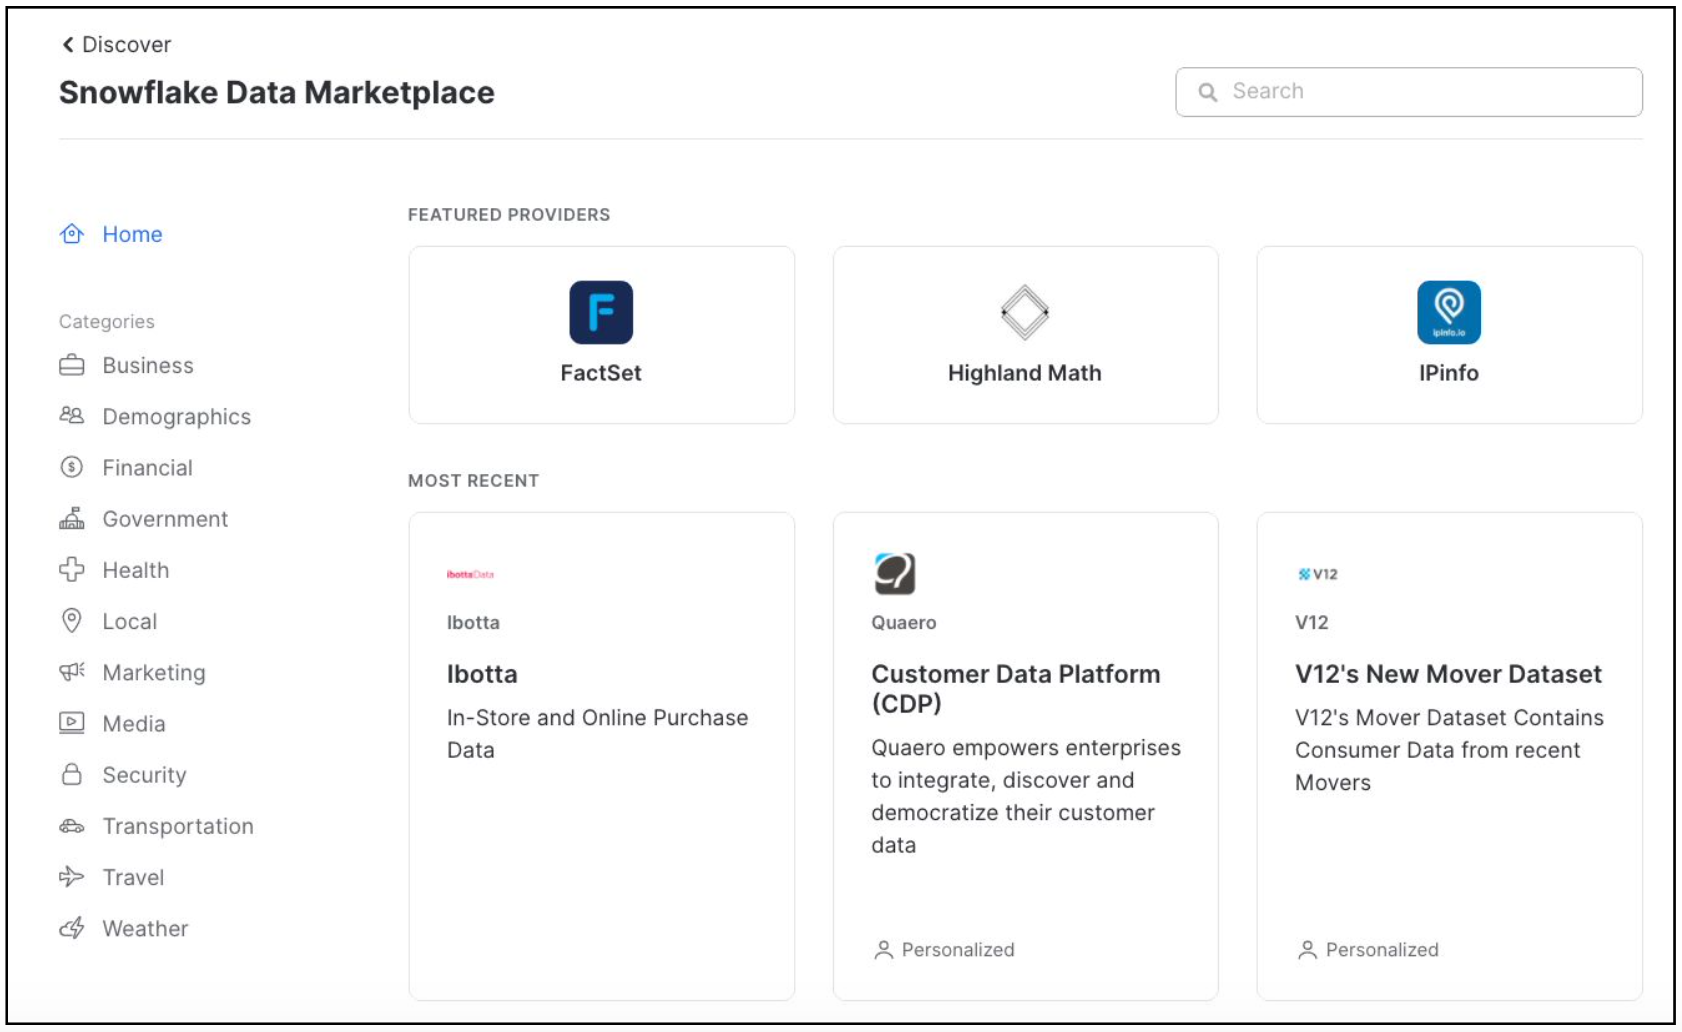 Discover
Snowflake Data Marketplace
Search
Home
Categories
Business
Demographics
Financial
Government
Health
Local
Marketing
Media
Security
Transportation
Travel
Weather
FEATURED PROVIDERS
F
FactSet
Highland Math
ipinfo.io
IPinfo
MOST RECENT
ibottaData
Ibotta
Ibotta
In-Store and Online Purchase
Data
Quaero
Customer Data Platform
(CDP)
Quaero empowers enterprises
to integrate, discover and
democratize their customer
data
Personalized
V12
V12
V12's New Mover Dataset
V12's Mover Dataset Contains
Consumer Data from recent
Movers
Personalized